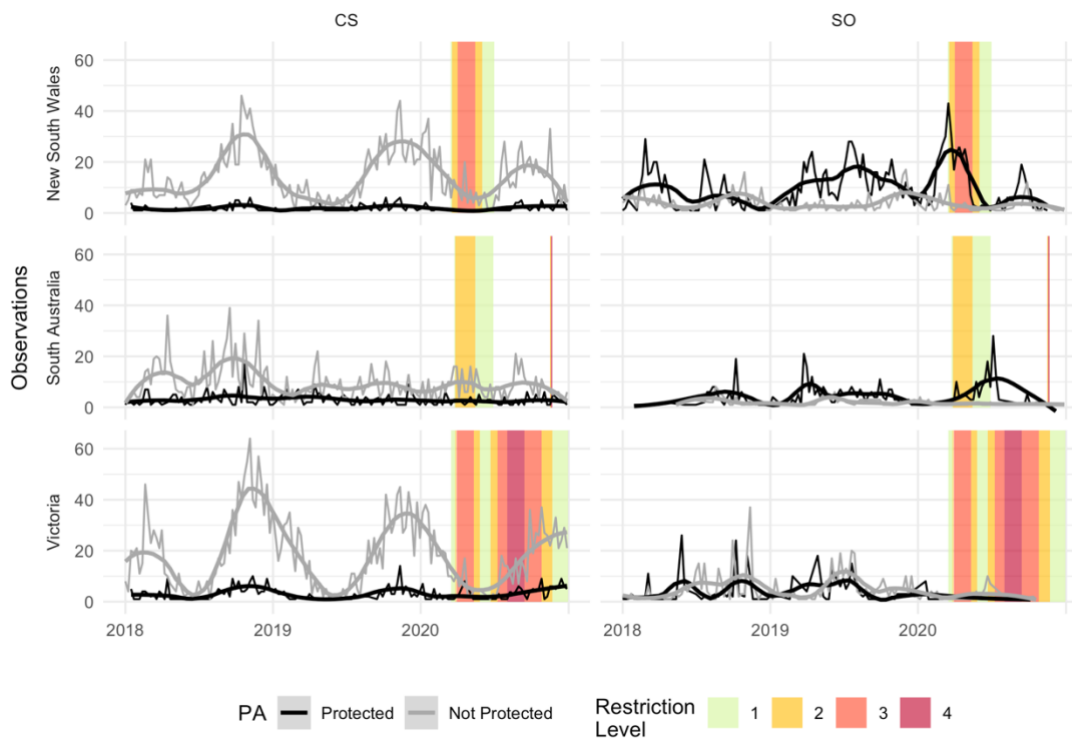 CS SO
Observations
New South Wales
60
40
20
0
South Australia
60
40
20
0
Victoria
60
40
20
0
2018 2019 2020 2018 2019 2020
PA Protected Not Protected Restriction
Level 1 2 3 4